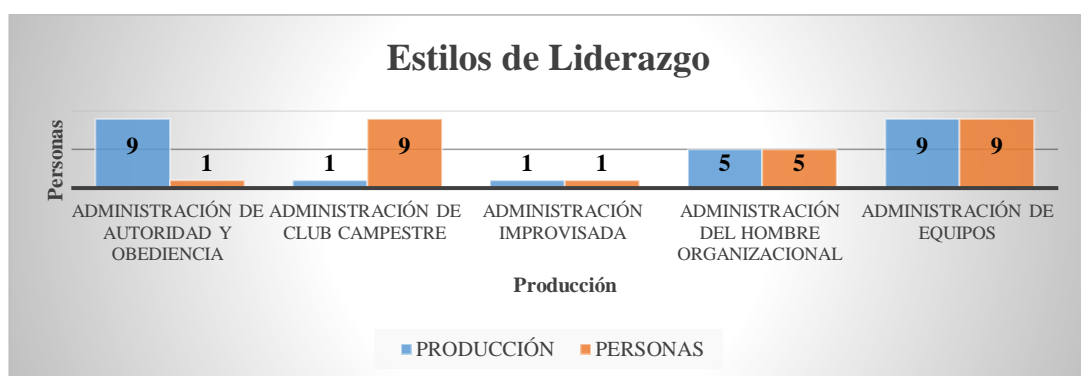 Estilos de Liderazgo
Personas
9
1
1
9
1
1
5
5
9
9
ADMINISTRACIÓN DE
AUTORIDAD Y
OBEDIENCIA
ADMINISTRACIÓN DE
CLUB CAMPESTRE
ADMINISTRACIÓN
IMPROVISADA
ADMINISTRACIÓN
DEL HOMBRE
ORGANIZACIONAL
ADMINISTRACIÓN DE
EQUIPOS
Producción
PRODUCCIÓN
PERSONAS